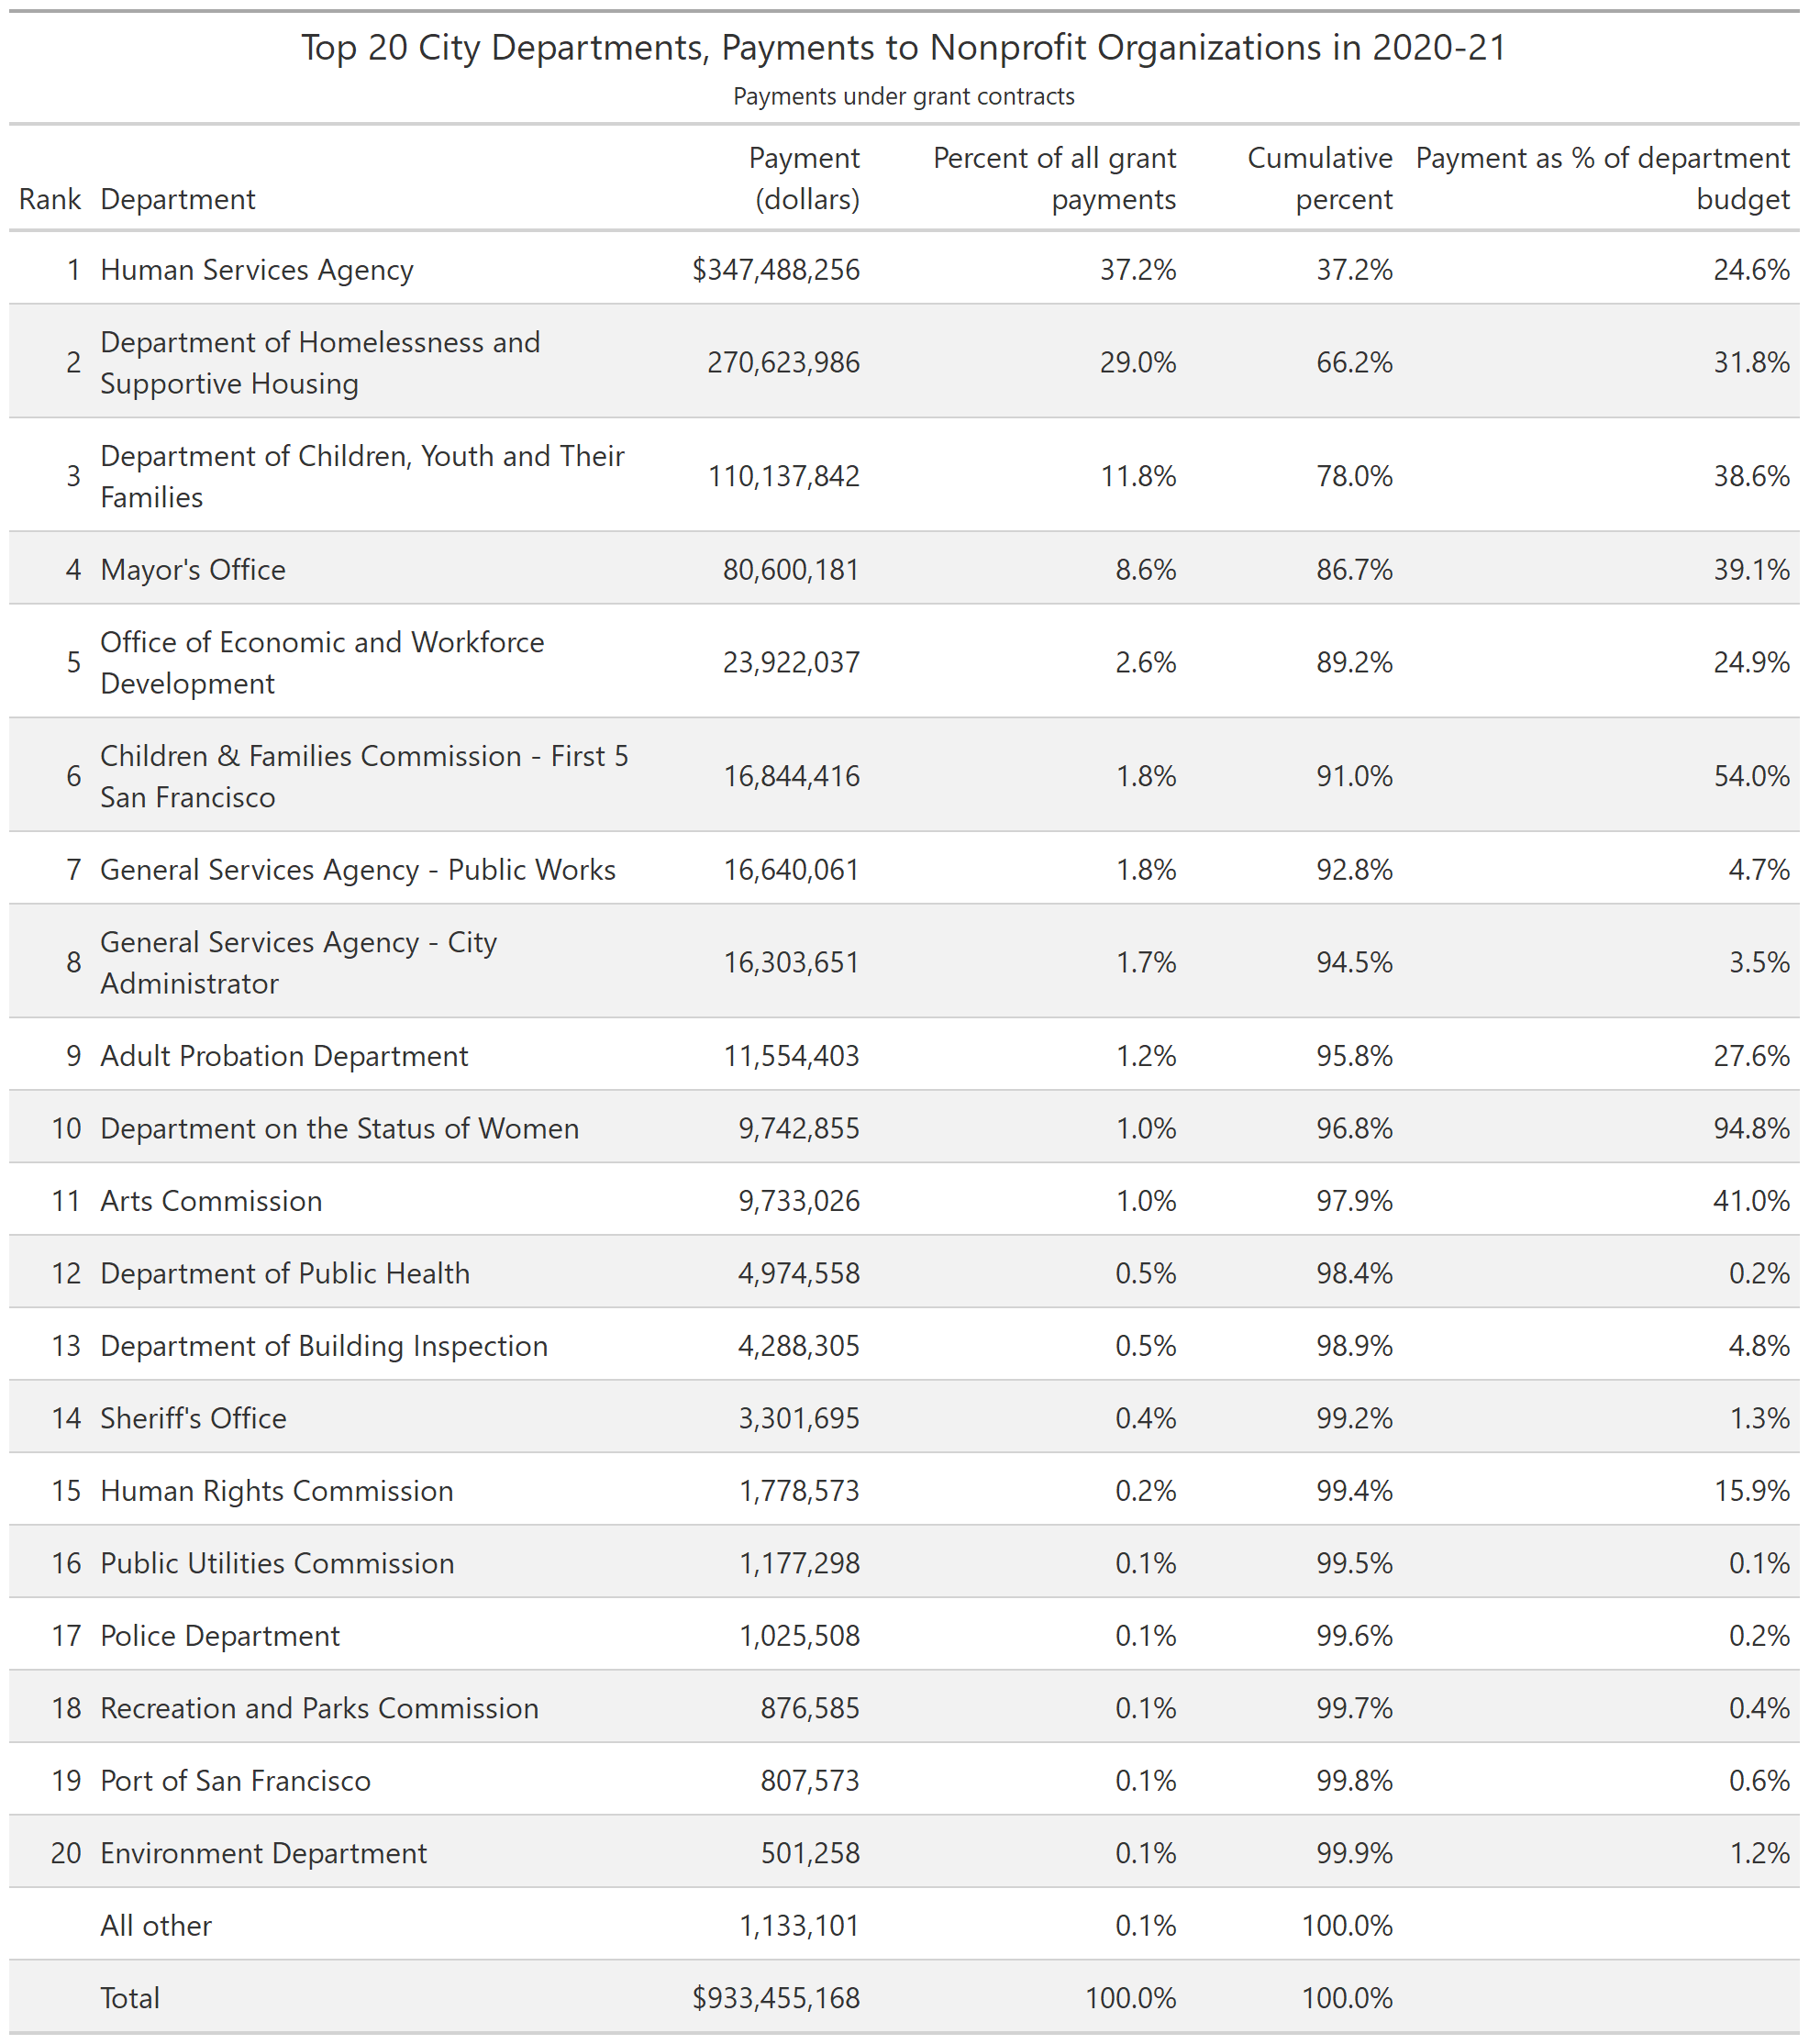 Top 20 City Departments, Payments to Nonprofit Organizations in 2020-21
Payments under grant contracts
Rank Department Payment (dollars) Percent of all grant payments Cumulative percent Payment as % of department budget
1 Human Services Agency $347,488,256 37.2% 37.2% 24.6%
2 Department of Homelessness and Supportive Housing 270,623,986 29.0% 66.2% 31.8%
3 Department of Children, Youth and Their Families 110,137,842 11.8% 78.0% 38.6%
4 Mayor's Office 80,600,181 8.6% 86.7% 39.1%
5 Office of Economic and Workforce Development 23,922,037 2.6% 89.2% 24.9%
6 Children & Families Commission - First 5 San Francisco 16,844,416 1.8% 91.0% 54.0%
7 General Services Agency - Public Works 16,640,061 1.8% 92.8% 4.7%
8 General Services Agency - City Administrator 16,303,651 1.7% 94.5% 3.5%
9 Adult Probation Department 11,554,403 1.2% 95.8% 27.6%
10 Department on the Status of Women 9,742,855 1.0% 96.8% 94.8%
11 Arts Commission 9,733,026 1.0% 97.9% 41.0%
12 Department of Public Health 4,974,558 0.5% 98.4% 0.2%
13 Department of Building Inspection 4,288,305 0.5% 98.9% 4.8%
14 Sheriff's Office 3,301,695 0.4% 99.2% 1.3%
15 Human Rights Commission 1,778,573 0.2% 99.4% 15.9%
16 Public Utilities Commission 1,177,298 0.1% 99.5% 0.1%
17 Police Department 1,025,508 0.1% 99.6% 0.2%
18 Recreation and Parks Commission 876,585 0.1% 99.7% 0.4%
19 Port of San Francisco 807,573 0.1% 99.8% 0.6%
20 Environment Department 501,258 0.1% 99.9% 1.2%
All other 1,133,101 0.1% 100.0%
Total $933,455,168 100.0% 100.0%